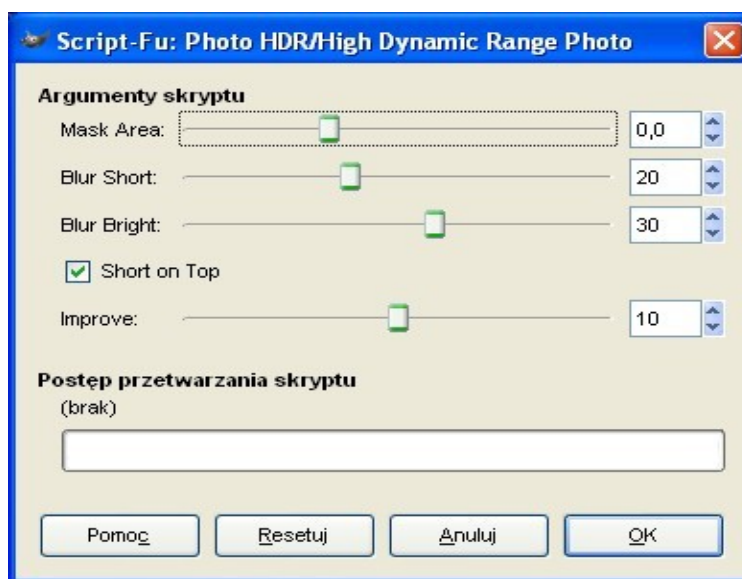 Script-Fu: Photo HDR/High Dynamic Range Photo
Argumenty skryptu
Mask Area: 0,0
Blur Short: 20
Blur Bright: 30
Short on Top
Improve: 10
Postęp przetwarzania skryptu
(brak)
Pomoc Resetuj Anuluj OK